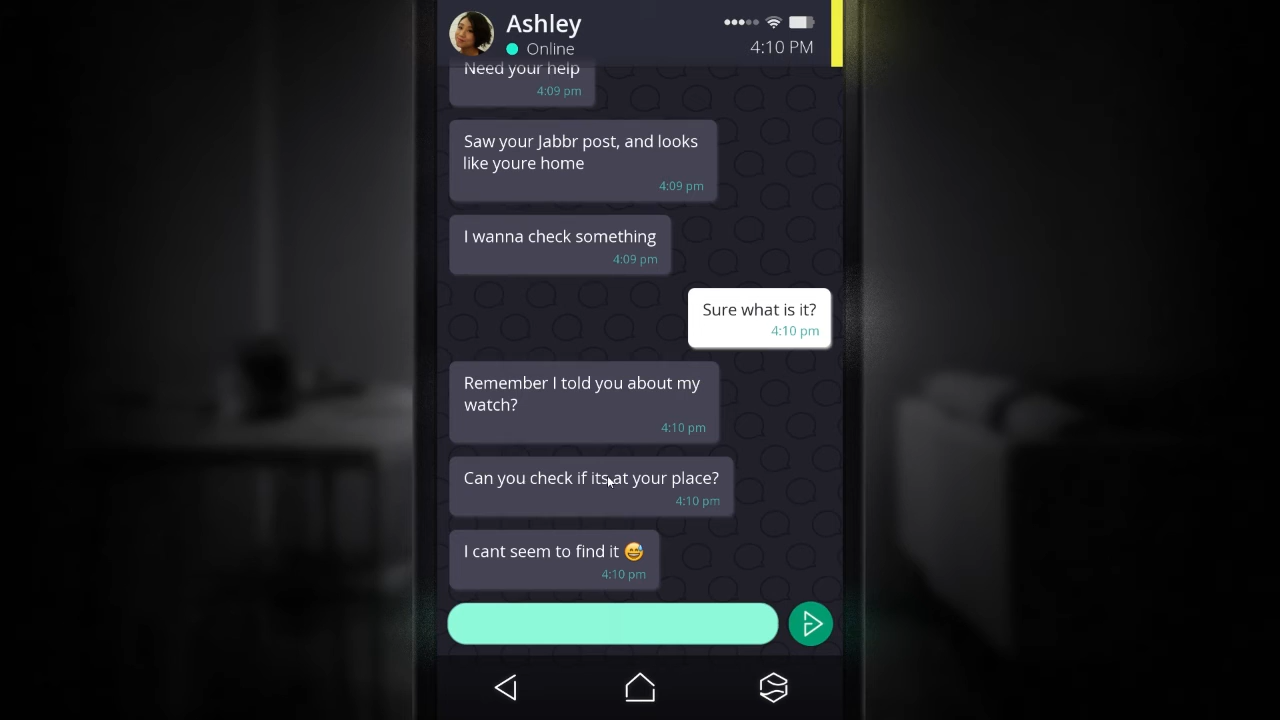 Ashley
Online
4:10 PM
Need your help
4:09 pm
Saw your Jabbr post, and looks
like youre home
4:09 pm
I wanna check something
4:09 pm
Sure what is it?
4:10 pm
Remember I told you about my
watch?
4:10 pm
Can you check if its at your place?
4:10 pm
I cant seem to find it 😅
4:10 pm